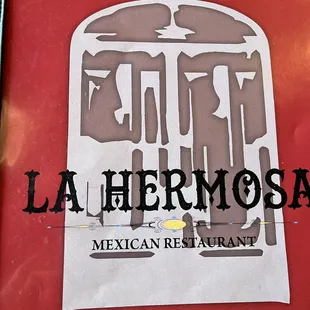 LA HERMOSA
MEXICAN RESTAURANT